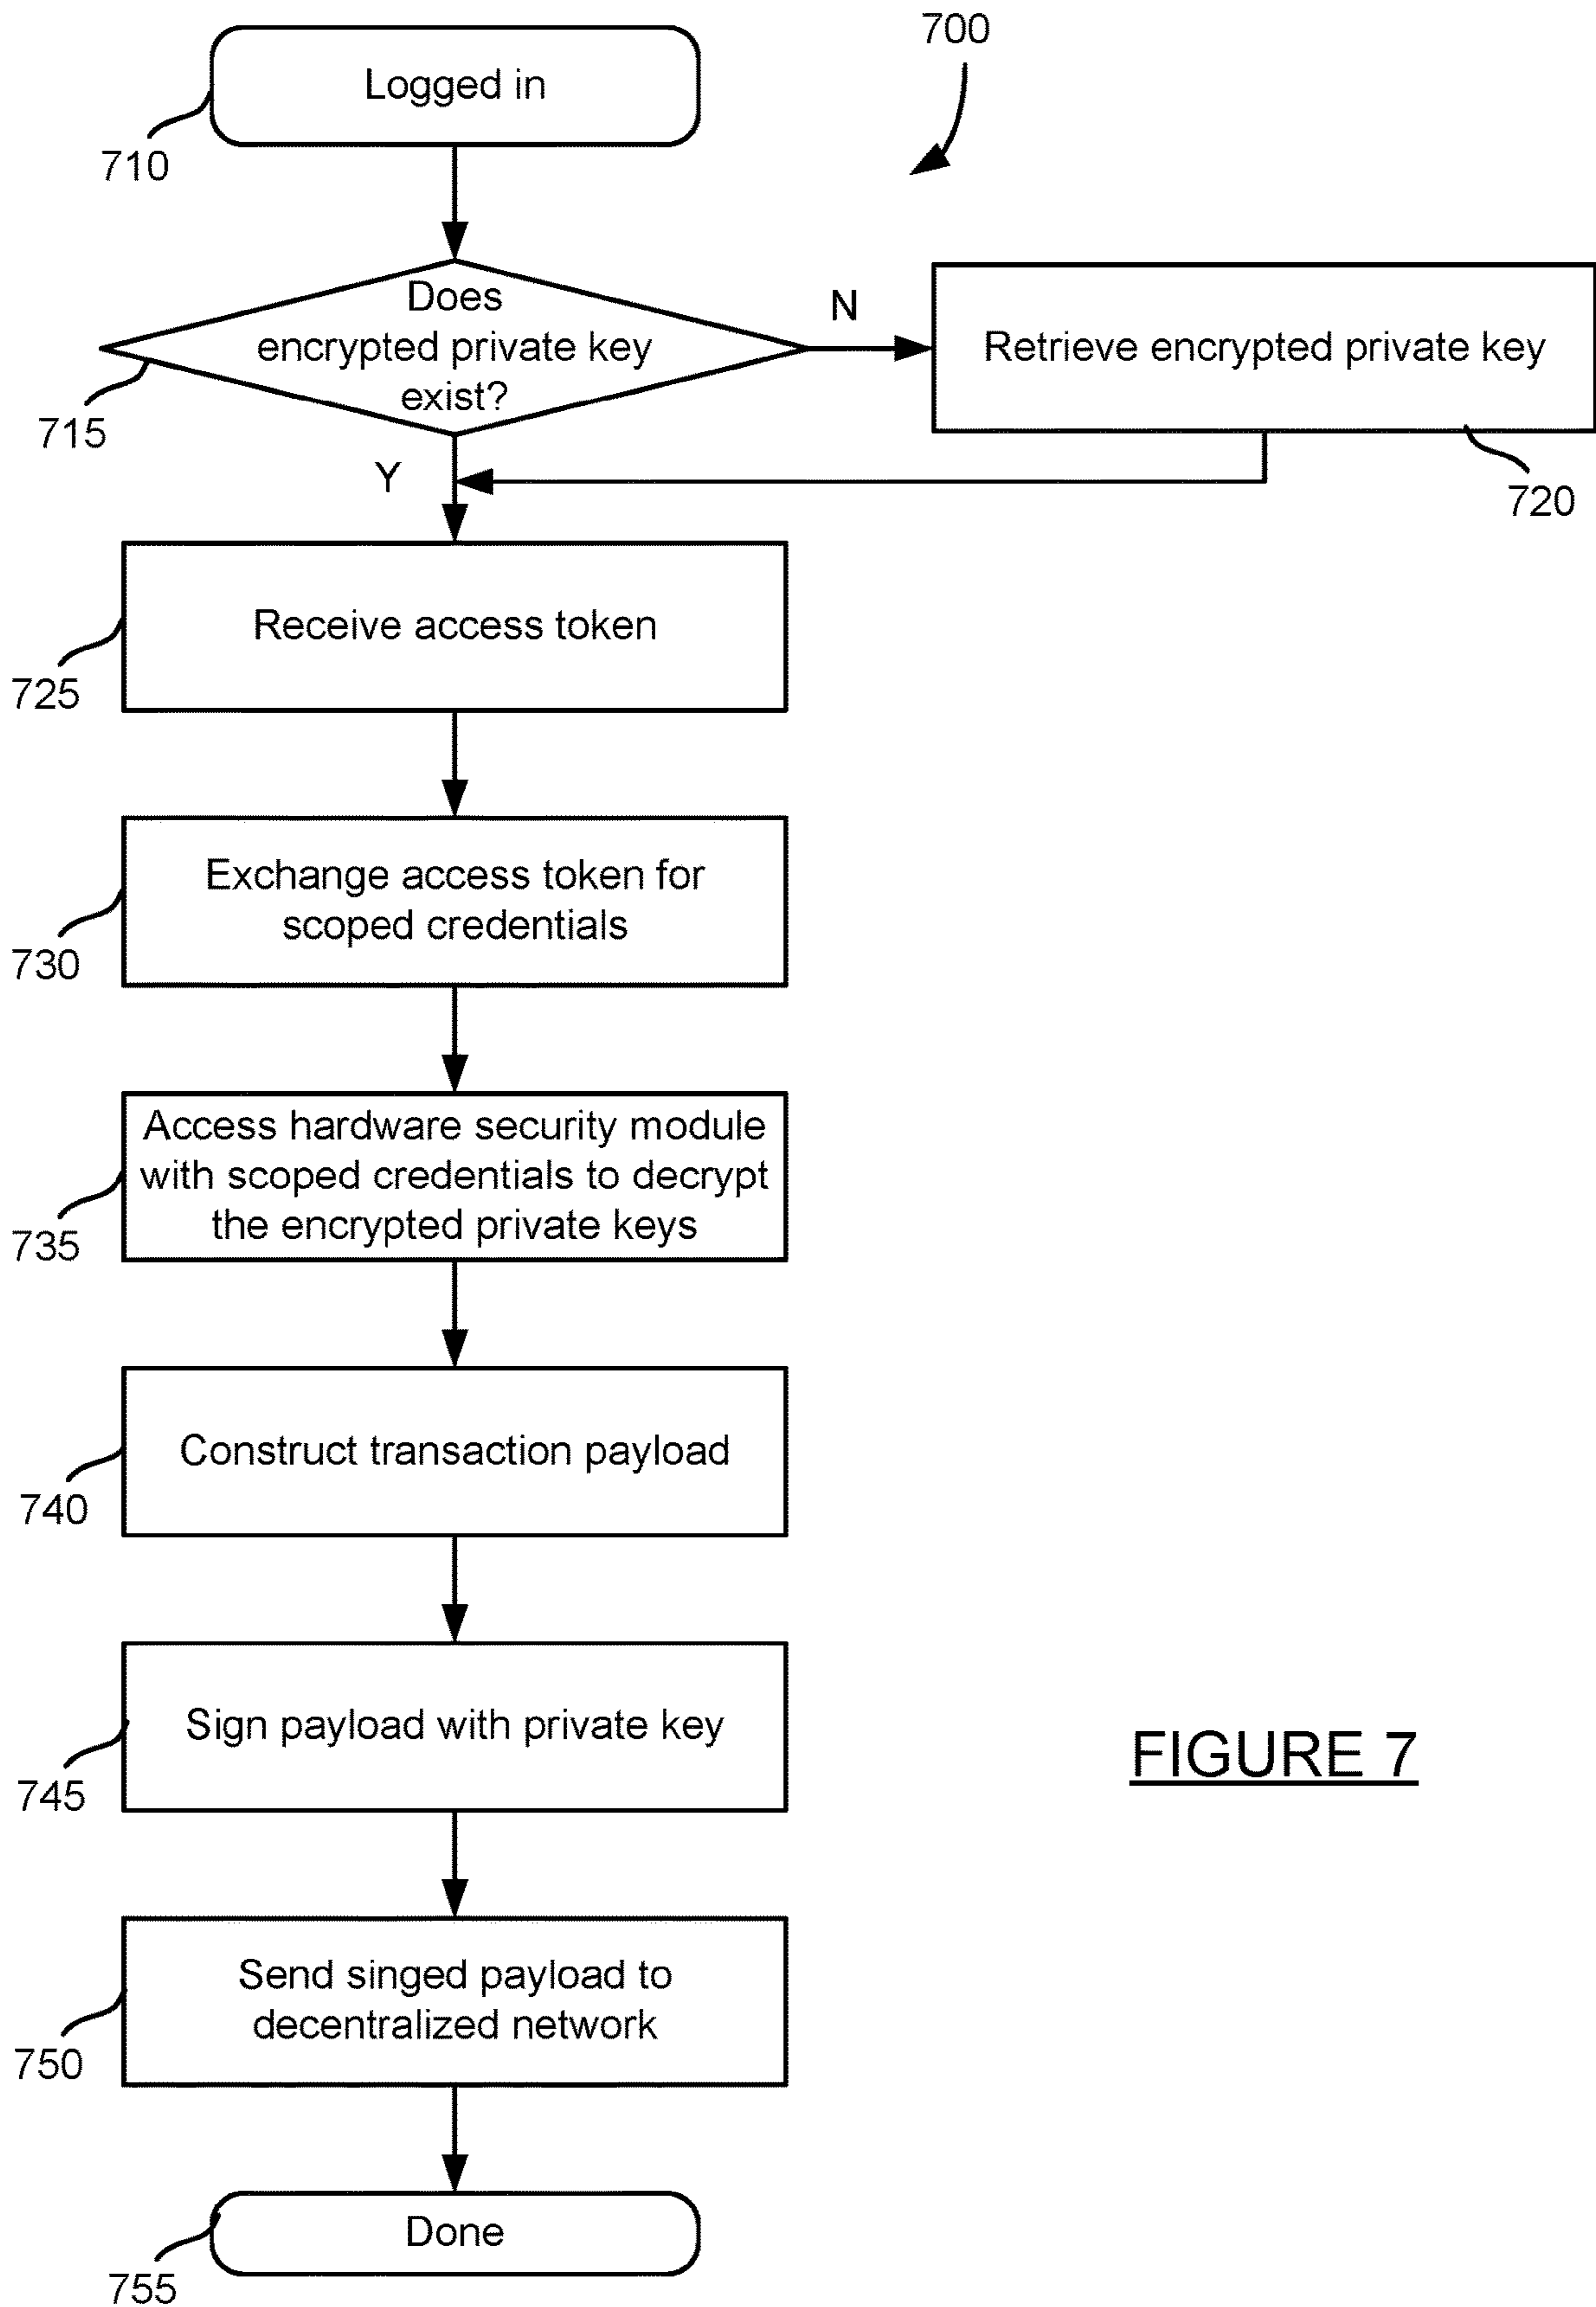 700
Logged in
710
Does
encrypted private key
exist?
N
Retrieve encrypted private key
715
Y
720
Receive access token
725
Exchange access token for
scoped credentials
730
Access hardware security module
with scoped credentials to decrypt
the encrypted private keys
735
Construct transaction payload
740
Sign payload with private key
745
FIGURE 7
Send singed payload to
decentralized network
750
Done
755